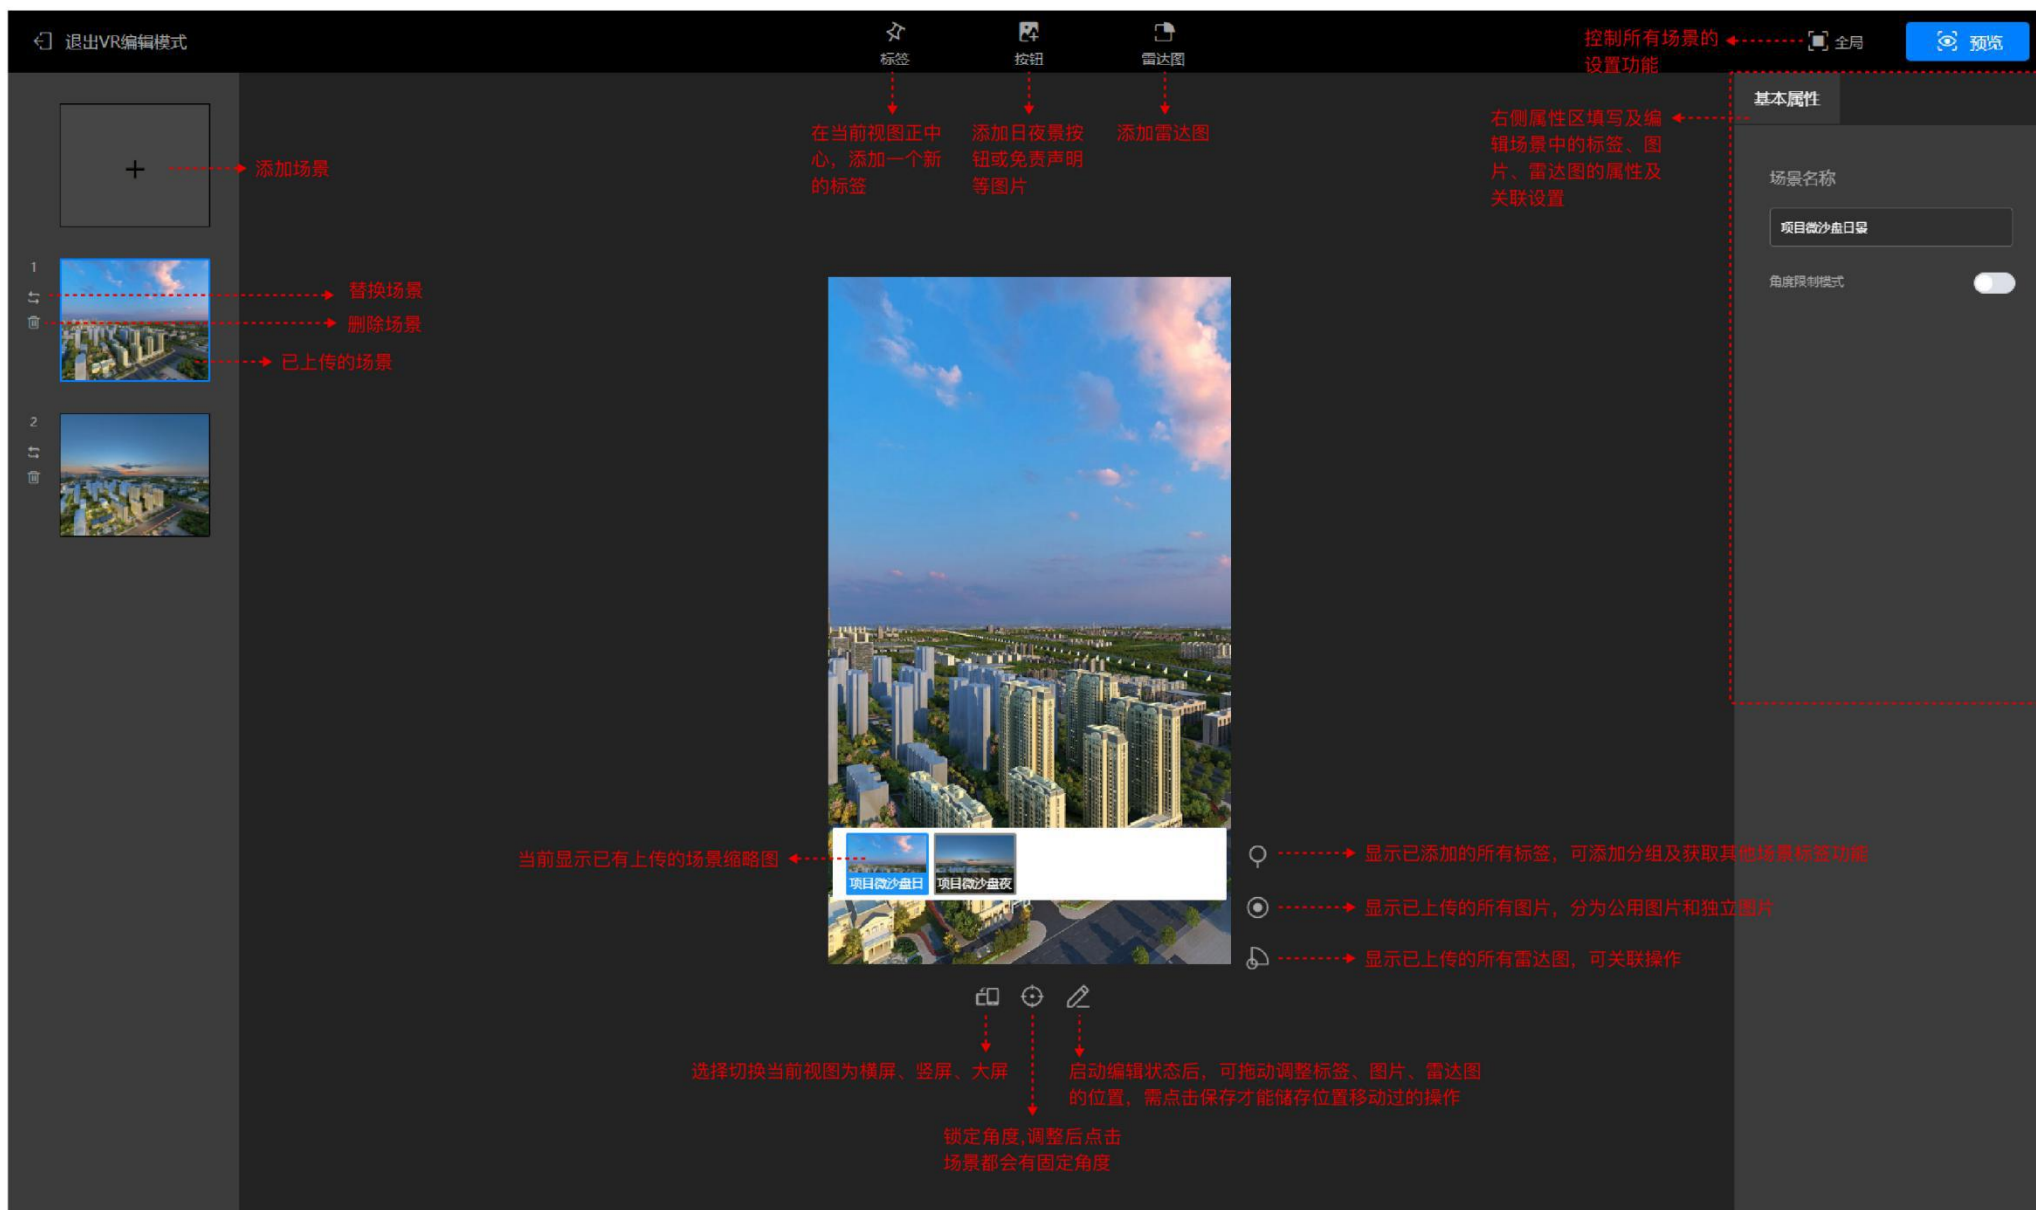 退出VR编辑模式
标签
按钮
雷达图
控制所有场景的
设置功能
全局
预览
在当前视图正中
心，添加一个新
的标签
添加日夜景按
钮或免责声明
等图片
添加雷达图
右侧属性区填写及编
辑场景中的标签、图
片、雷达图的属性及
关联设置
基本属性
场景名称
项目微沙盘日景
角度限制模式
添加场景
1
替换场景
删除场景
已上传的场景
2
当前显示已有上传的场景缩略图
项目微沙盘日
项目微沙盘夜
显示已添加的所有标签，可添加分组及获取其他场景标签功能
显示已上传的所有图片，分为公用图片和独立图片
显示已上传的所有雷达图，可关联操作
选择切换当前视图为横屏、竖屏、大屏
启动编辑状态后，可拖动调整标签、图片、雷达图
的位置，需点击保存才能储存位置移动过的操作
锁定角度,调整后点击
场景都会有固定角度